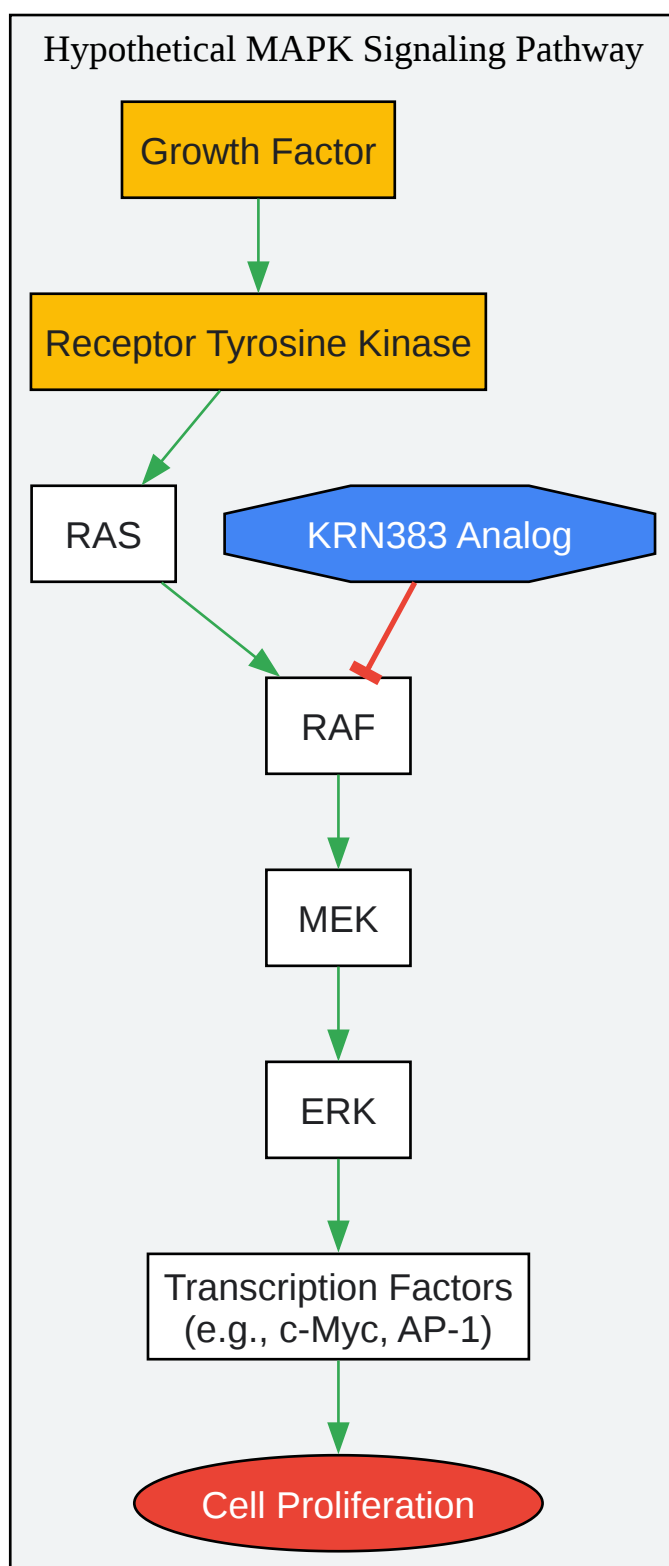 Hypothetical MAPK Signaling Pathway
Growth Factor
Receptor Tyrosine Kinase
RAS
KRN383 Analog
RAF
MEK
ERK
Transcription Factors
(e.g., c-Myc, AP-1)
Cell Proliferation